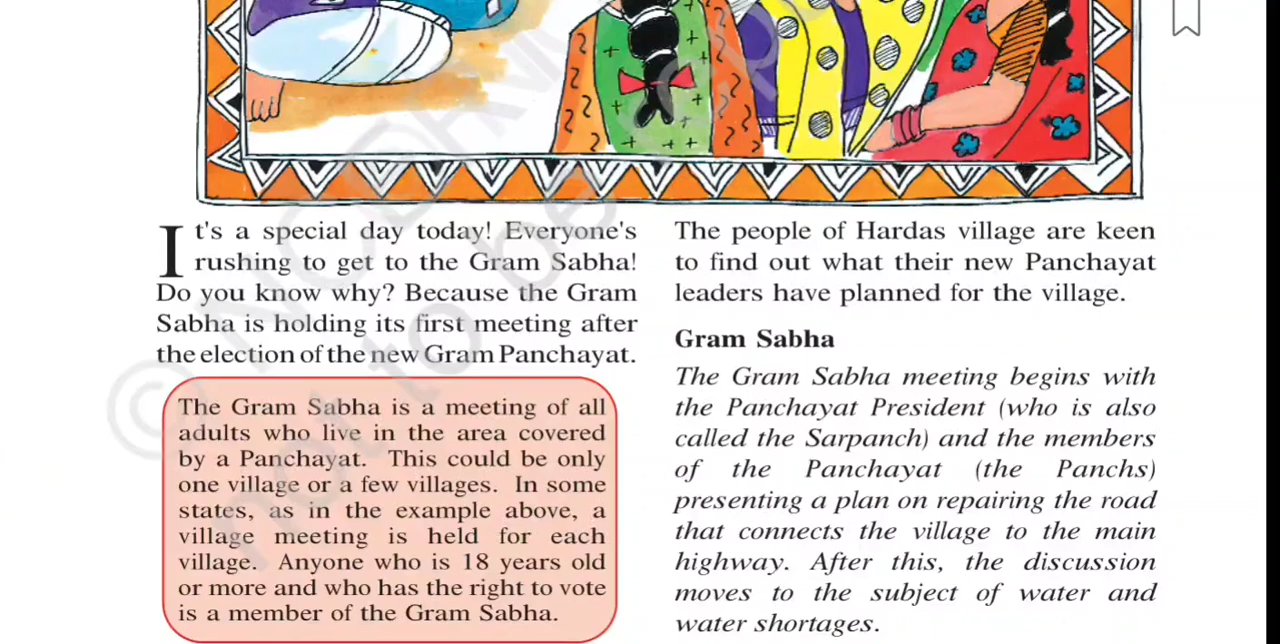 It's a special day today! Everyone's
rushing to get to the Gram Sabha!
Do you know why? Because the Gram
Sabha is holding its first meeting after
the election of the new Gram Panchayat.
The Gram Sabha is a meeting of all
adults who live in the area covered
by a Panchayat. This could be only
one village or a few villages. In some
states, as in the example above, a
village meeting is held for each
village. Anyone who is 18 years old
or more and who has the right to vote
is a member of the Gram Sabha.
The people of Hardas village are keen
to find out what their new Panchayat
leaders have planned for the village.
Gram Sabha
The Gram Sabha meeting begins with
the Panchayat President (who is also
called the Sarpanch) and the members
of the Panchayat (the Panchs)
presenting a plan on repairing the road
that connects the village to the main
highway. After this, the discussion
moves to the subject of water and
water shortages.
not to be